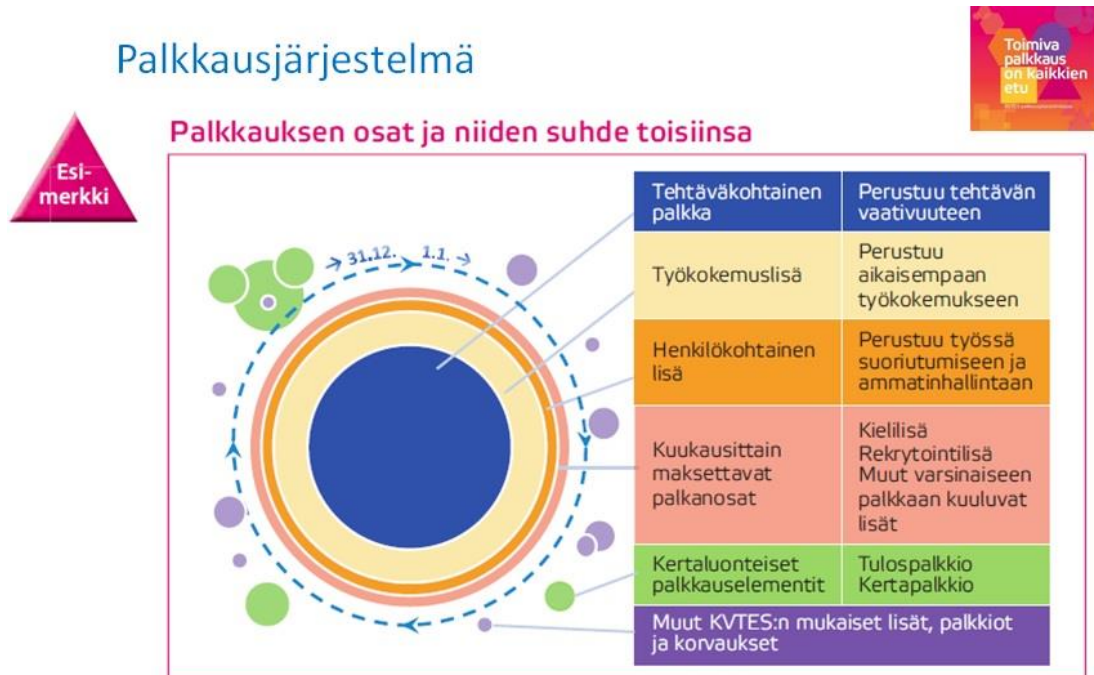 Palkkausjärjestelmä
Toimiva
palkkaus
on kaikkien
etu
Esi-
merkki
Palkkauksen osat ja niiden suhde toisiinsa
→ 31.12.
1.1. →
Tehtäväkohtainen
palkka
Perustuu tehtävän
vaativuuteen
Työkokemuslisä
Perustuu
aikaisempaan
työkokemukseen
Henkilökohtainen
lisä
Perustuu työssä
suoriutumiseen ja
ammatinhallintaan
Kuukausittain
maksettavat
palkanosat
Kielilisä
Rekrytointilisä
Muut varsinaiseen
palkkaan kuuluvat
lisät
Kertaluonteiset
palkkauselementit
Tulospalkkio
Kertapalkkio
Muut KVTES:n mukaiset lisät, palkkiot
ja korvaukset